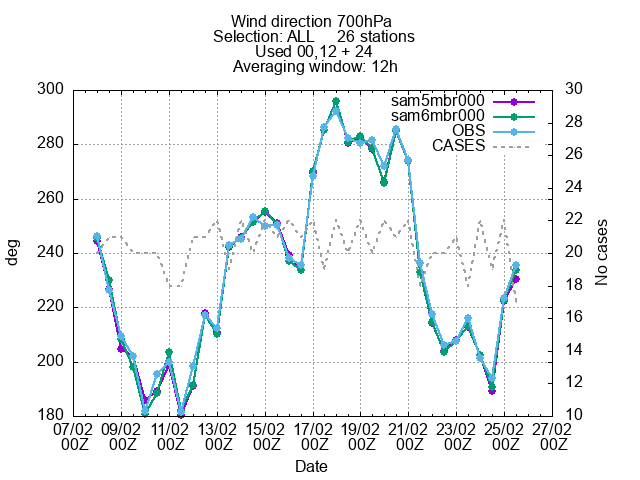 Wind direction 700hPa
Selection: ALL 26 stations
Used 00,12 + 24
Averaging window: 12h
sam5mbr000
sam6mbr000
OBS
CASES
300
280
260
240
220
200
180
deg
30
28
26
24
22
20
18
16
14
12
10
No cases
07/02 09/02 11/02 13/02 15/02 17/02 19/02 21/02 23/02 25/02 27/02
00Z 00Z 00Z 00Z 00Z 00Z 00Z 00Z 00Z 00Z 00Z
Date